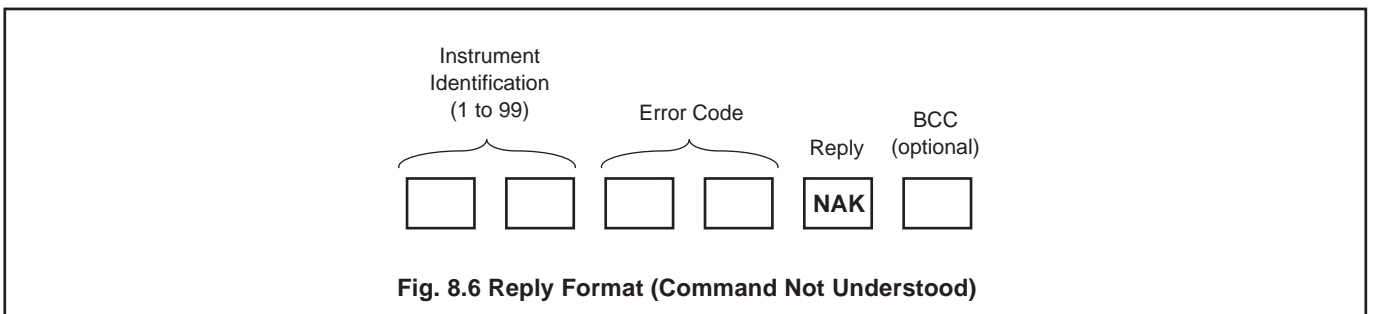 Instrument
Identification
(1 to 99)
Error Code
Reply
BCC
(optional)
NAK
Fig. 8.6 Reply Format (Command Not Understood)